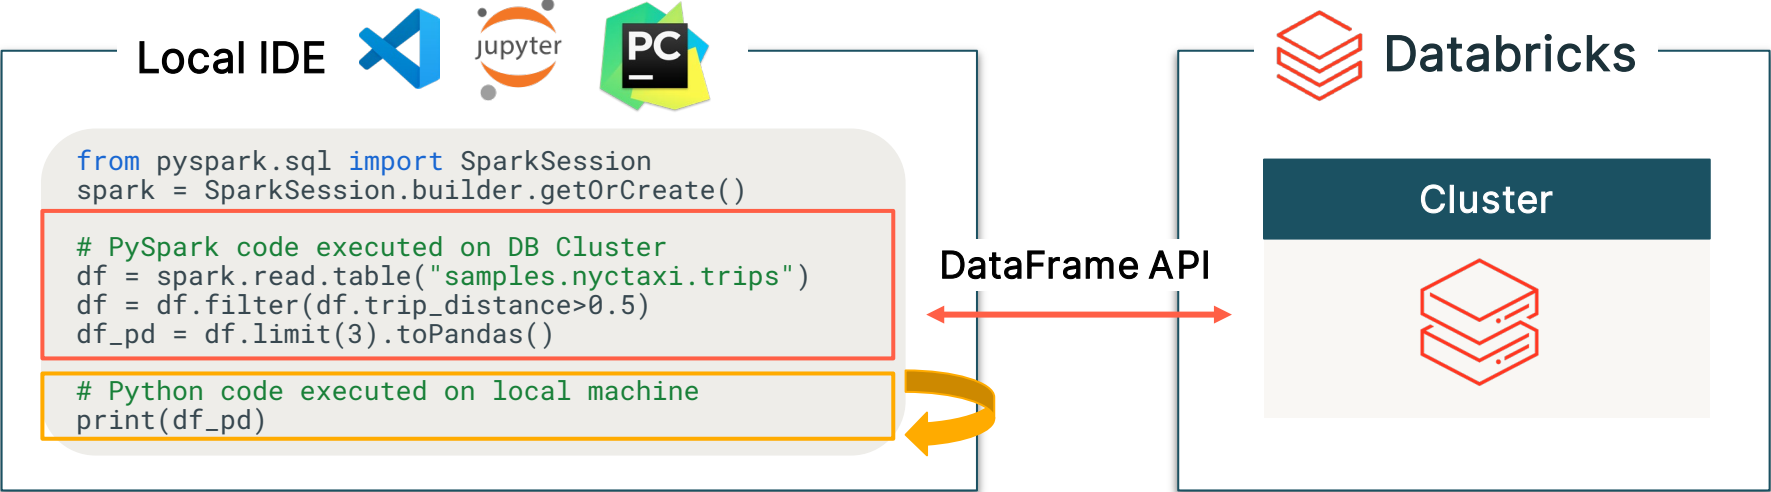 Local IDE
jupyter
PC
Databricks
from pyspark.sql import SparkSession
spark = SparkSession.builder.getOrCreate()
# PySpark code executed on DB Cluster
df = spark.read.table("samples.nyctaxi.trips")
df = df.filter(df.trip_distance>0.5)
df_pd = df.limit(3).toPandas()
# Python code executed on local machine
print(df_pd)
DataFrame API
Cluster